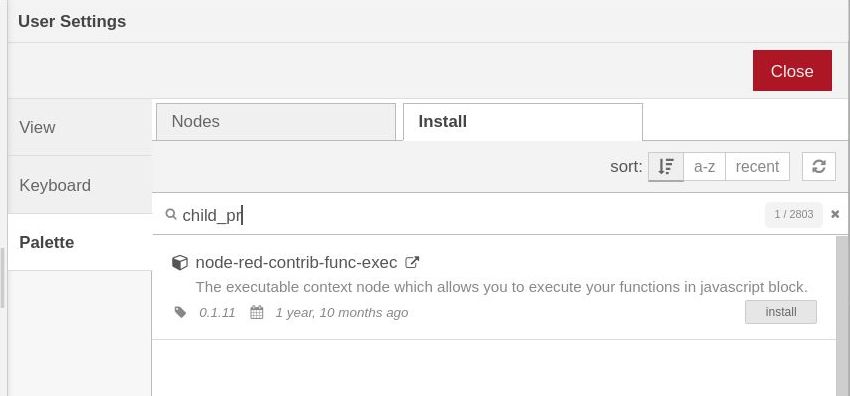 User Settings
Close
View
Keyboard
Palette
Nodes
Install
sort: a-z recent
child_pr 1 / 2803
node-red-contrib-func-exec
The executable context node which allows you to execute your functions in javascript block.
0.1.11 1 year, 10 months ago install